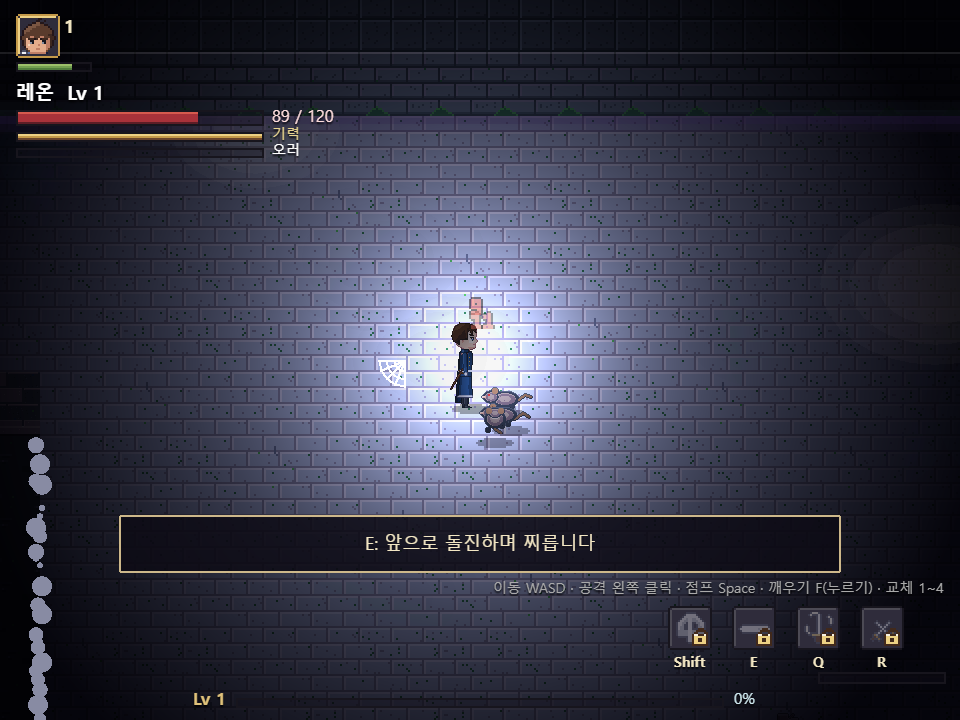 1
레온 Lv 1
89 / 120
기력
오러
E: 앞으로 돌진하며 찌릅니다
이동 WASD · 공격 왼쪽 클릭 · 점프 Space · 깨우기 F(누르기) · 교체 1~4
Shift E Q R
Lv 1 0%